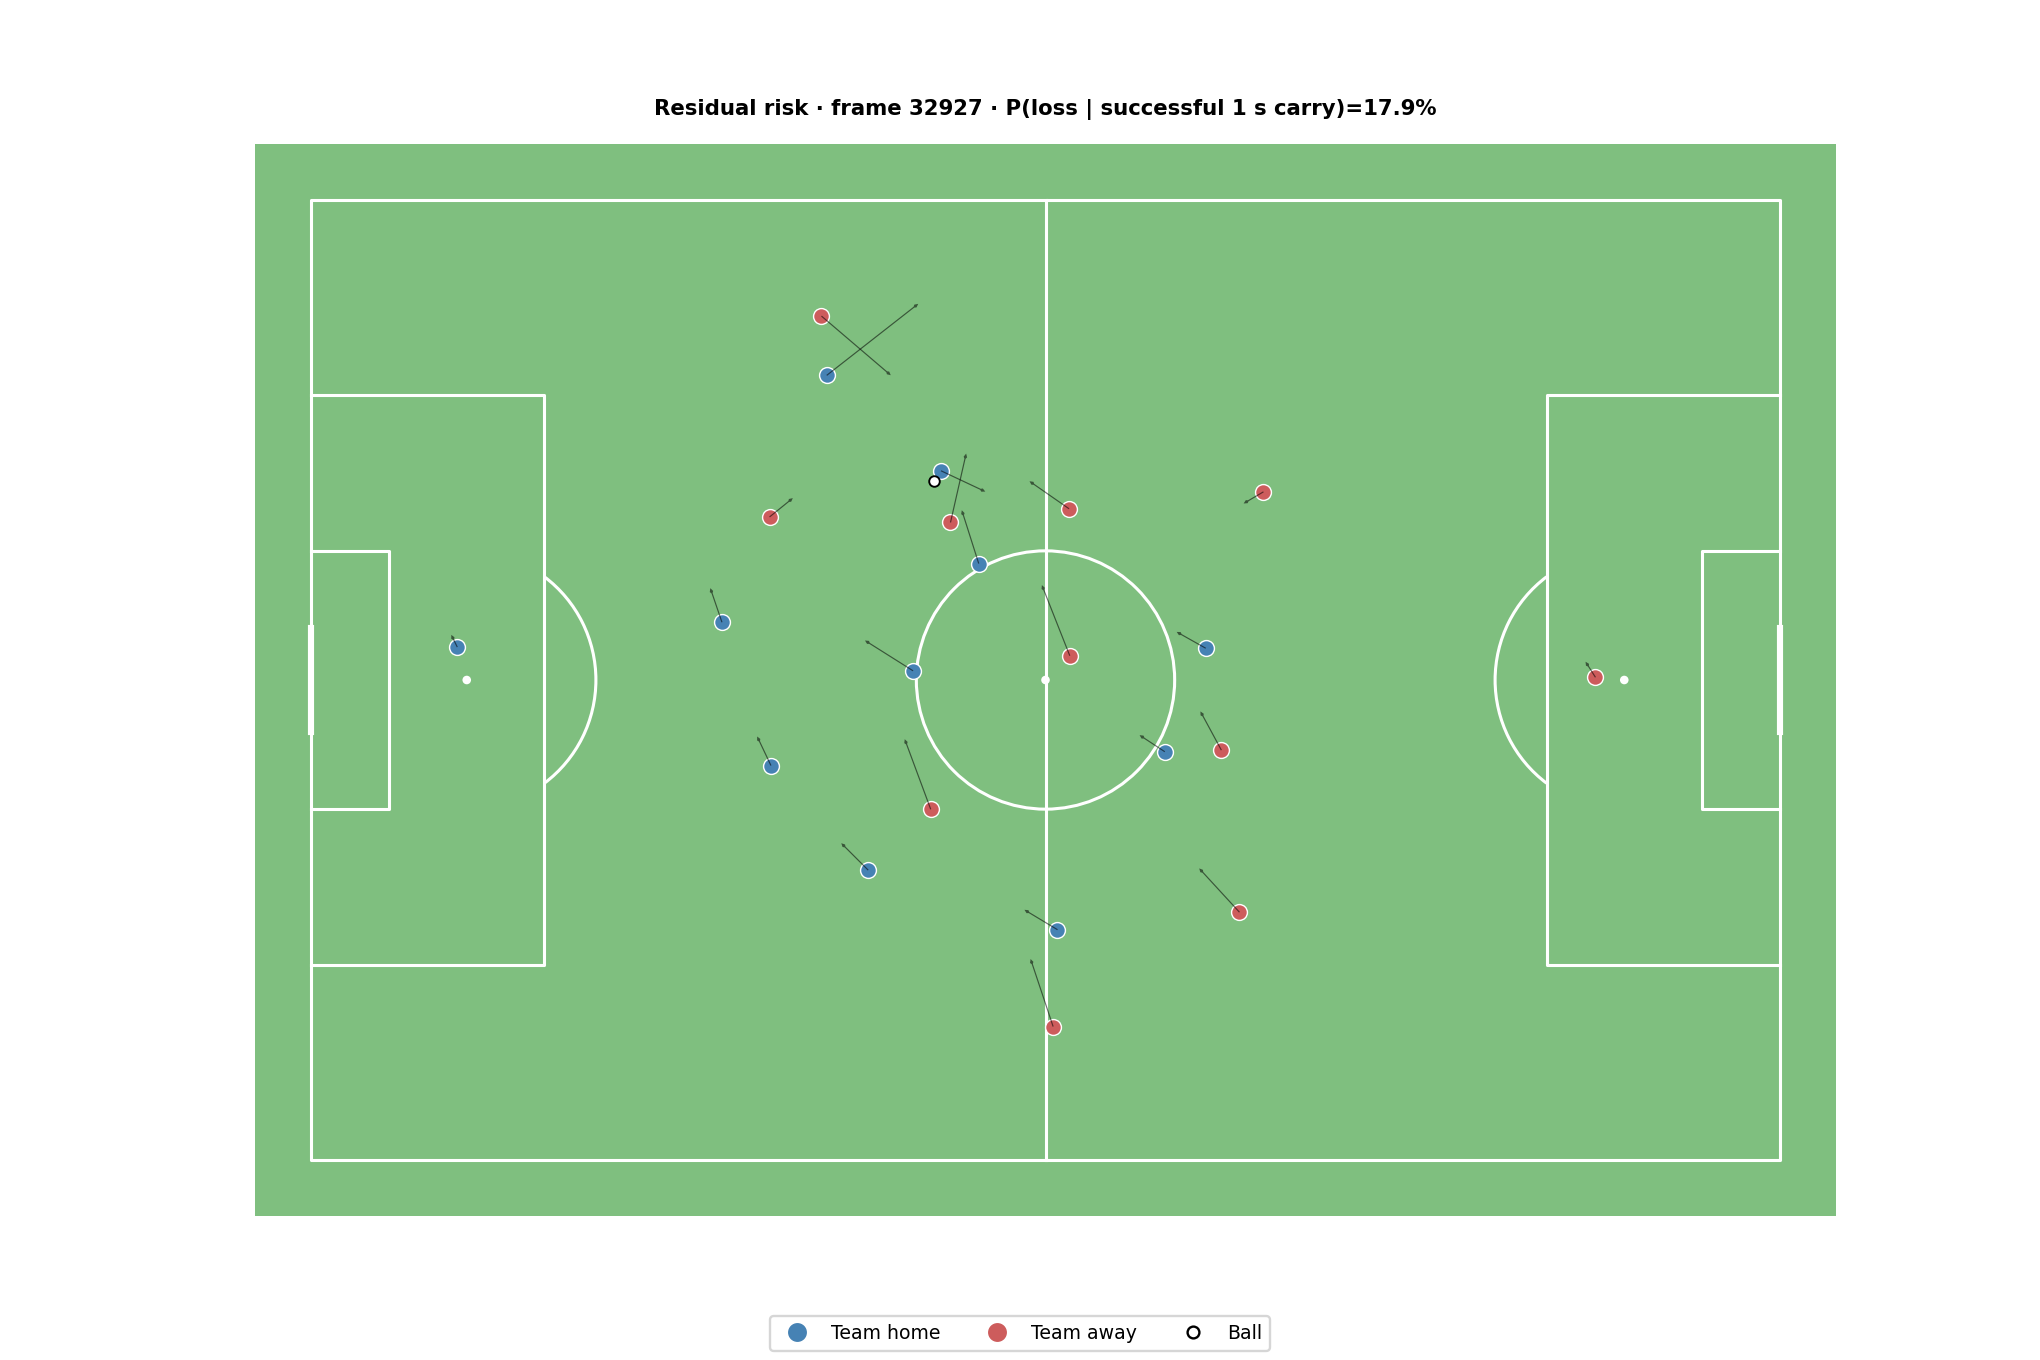 Residual risk · frame 32927 · P(loss | successful 1 s carry)=17.9%
Team home Team away Ball